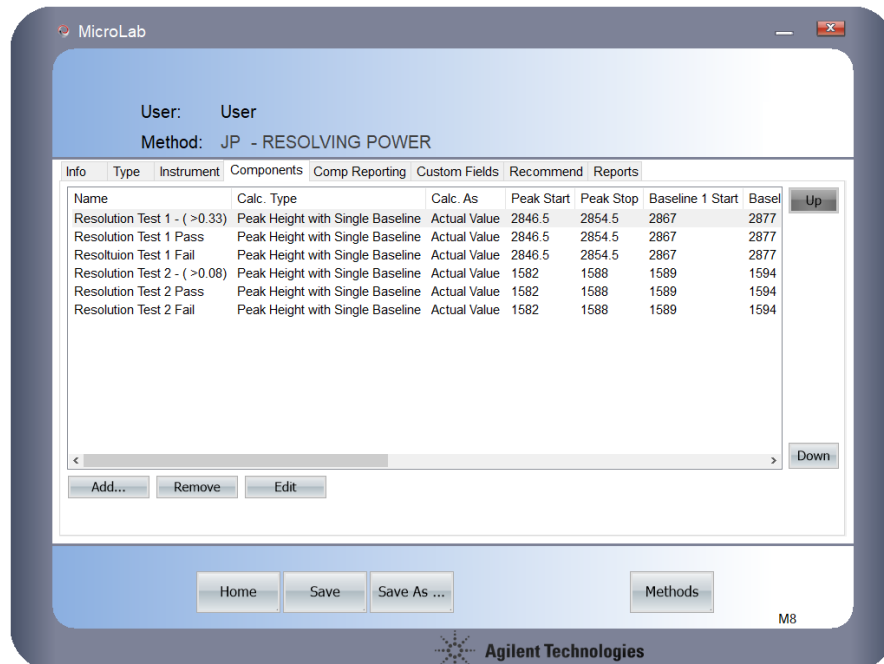 MicroLab
User: User
Method: JP - RESOLVING POWER
Info Type Instrument Components Comp Reporting Custom Fields Recommend Reports
Name Calc. Type Calc. As Peak Start Peak Stop Baseline 1 Start Basel Up
Resolution Test 1 - ( >0.33) Peak Height with Single Baseline Actual Value 2846.5 2854.5 2867 2877
Resolution Test 1 Pass Peak Height with Single Baseline Actual Value 2846.5 2854.5 2867 2877
Resoltuion Test 1 Fail Peak Height with Single Baseline Actual Value 2846.5 2854.5 2867 2877
Resolution Test 2 - ( >0.08) Peak Height with Single Baseline Actual Value 1582 1588 1589 1594
Resolution Test 2 Pass Peak Height with Single Baseline Actual Value 1582 1588 1589 1594
Resolution Test 2 Fail Peak Height with Single Baseline Actual Value 1582 1588 1589 1594
Down
Add... Remove Edit
Home Save Save As ... Methods
M8
Agilent Technologies